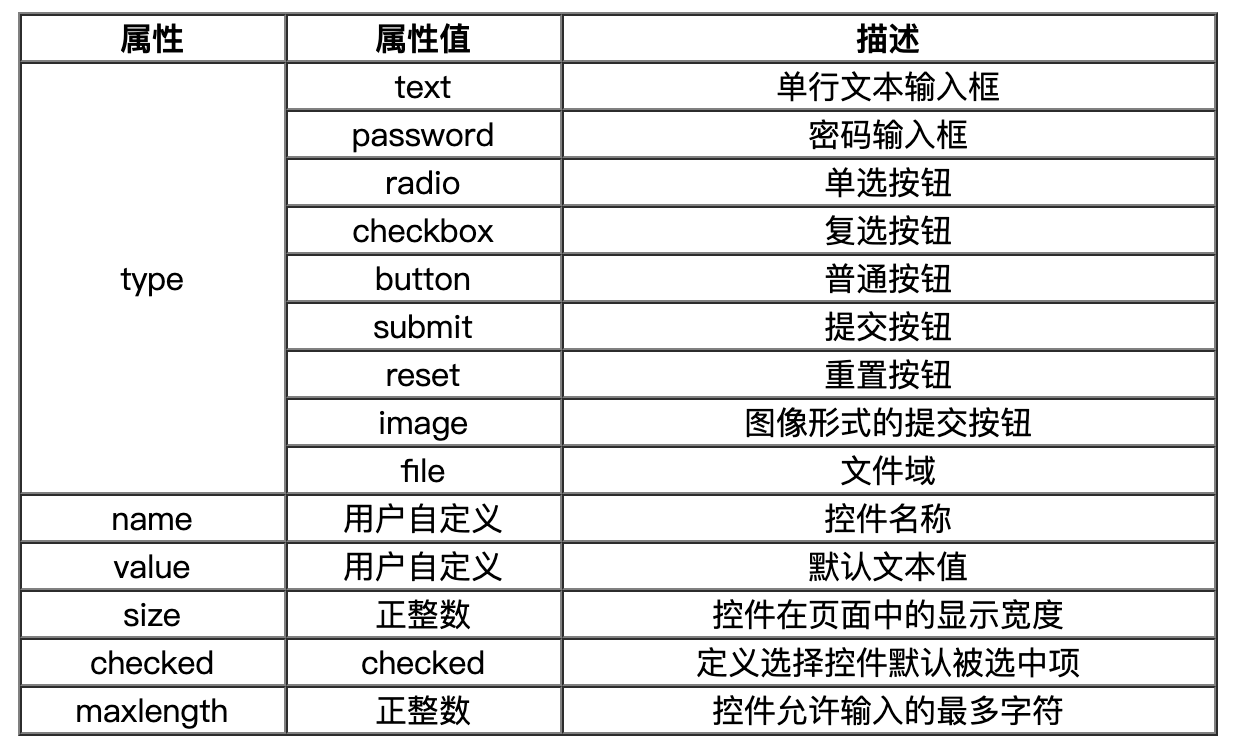 属性 属性值 描述
text 单行文本输入框
password 密码输入框
radio 单选按钮
checkbox 复选按钮
type button 普通按钮
submit 提交按钮
reset 重置按钮
image 图像形式的提交按钮
file 文件域
name 用户自定义 控件名称
value 用户自定义 默认文本值
size 正整数 控件在页面中的显示宽度
checked checked 定义选择控件默认被选中项
maxlength 正整数 控件允许输入的最多字符